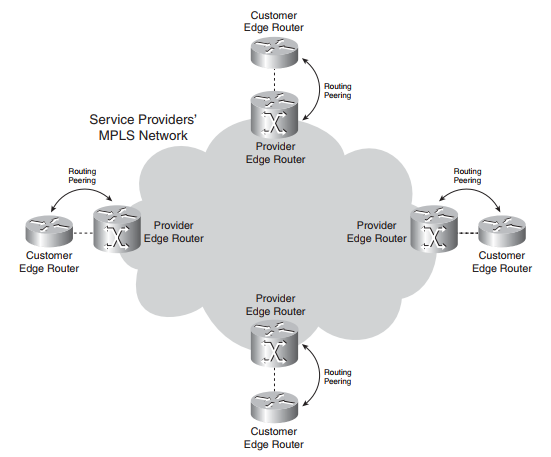 Customer
Edge Router
Routing
Peering
Service Providers'
MPLS Network
Provider
Edge Router
Routing
Peering
Routing
Peering
Provider
Edge Router
Provider
Edge Router
Customer
Edge Router
Customer
Edge Router
Provider
Edge Router
Routing
Peering
Customer
Edge Router